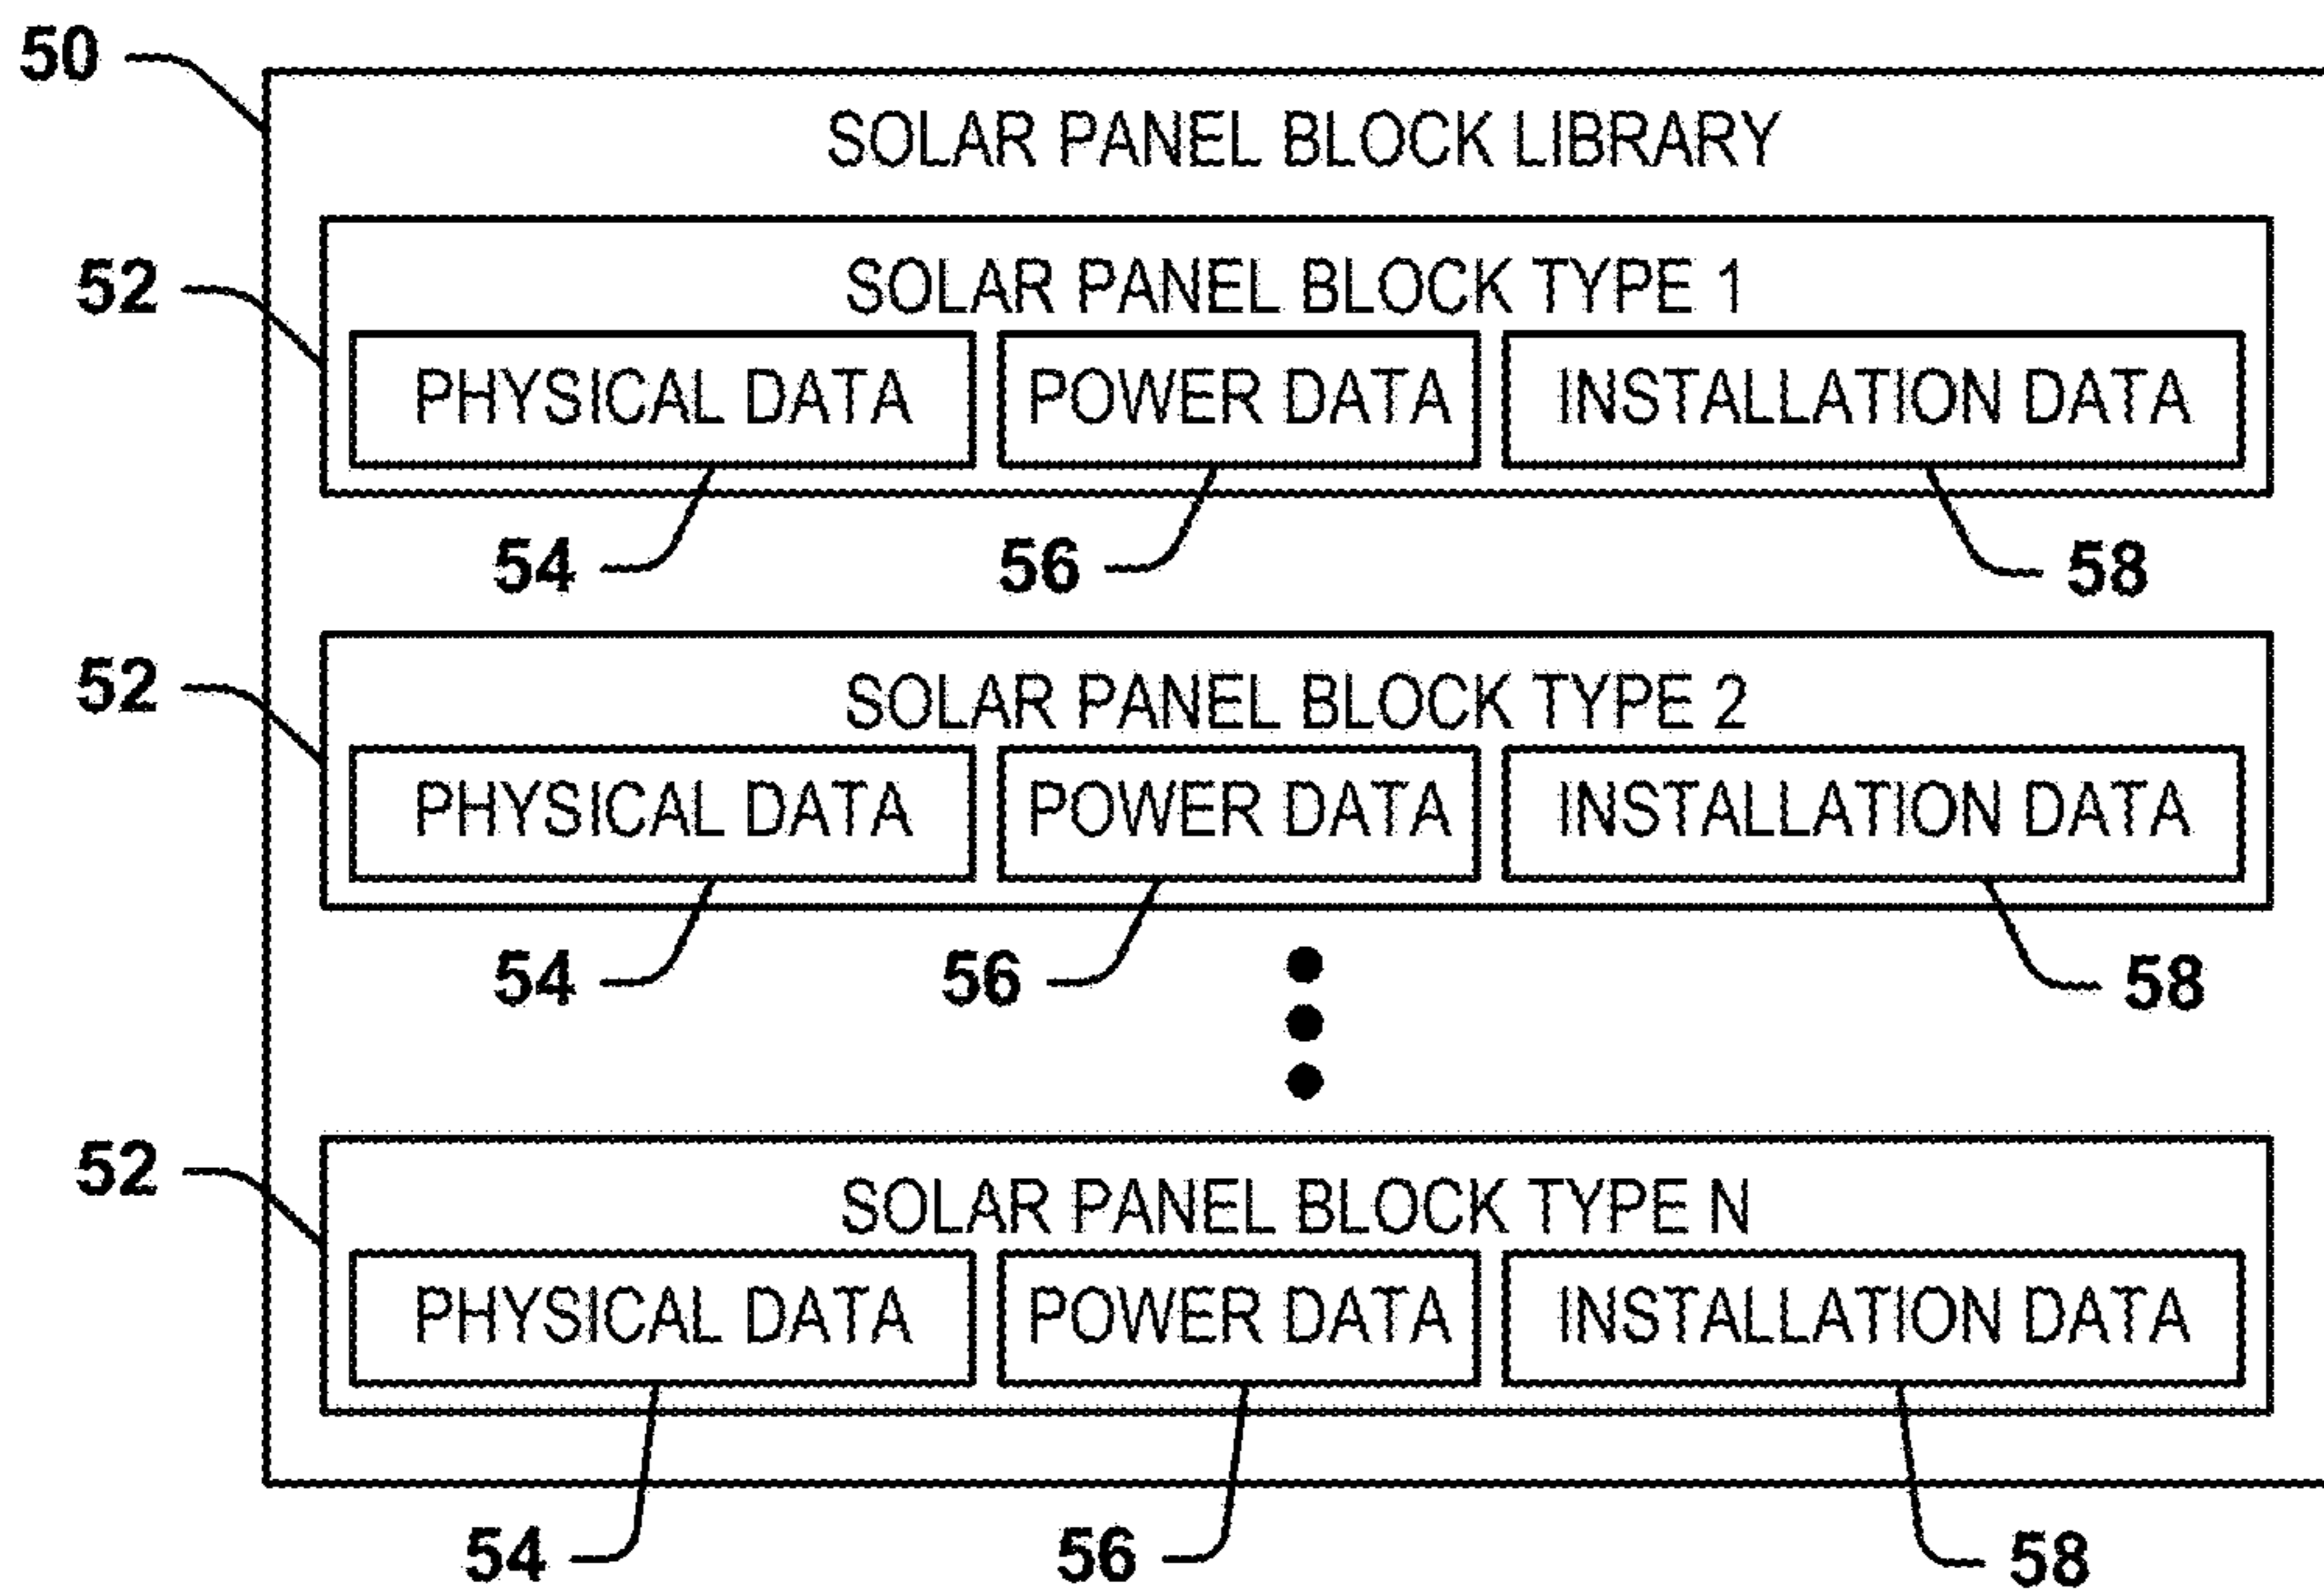 50
SOLAR PANEL BLOCK LIBRARY
52
SOLAR PANEL BLOCK TYPE 1
PHYSICAL DATA POWER DATA INSTALLATION DATA
54 56 58
52
SOLAR PANEL BLOCK TYPE 2
PHYSICAL DATA POWER DATA INSTALLATION DATA
54 56 58
52
SOLAR PANEL BLOCK TYPE N
PHYSICAL DATA POWER DATA INSTALLATION DATA
54 56 58